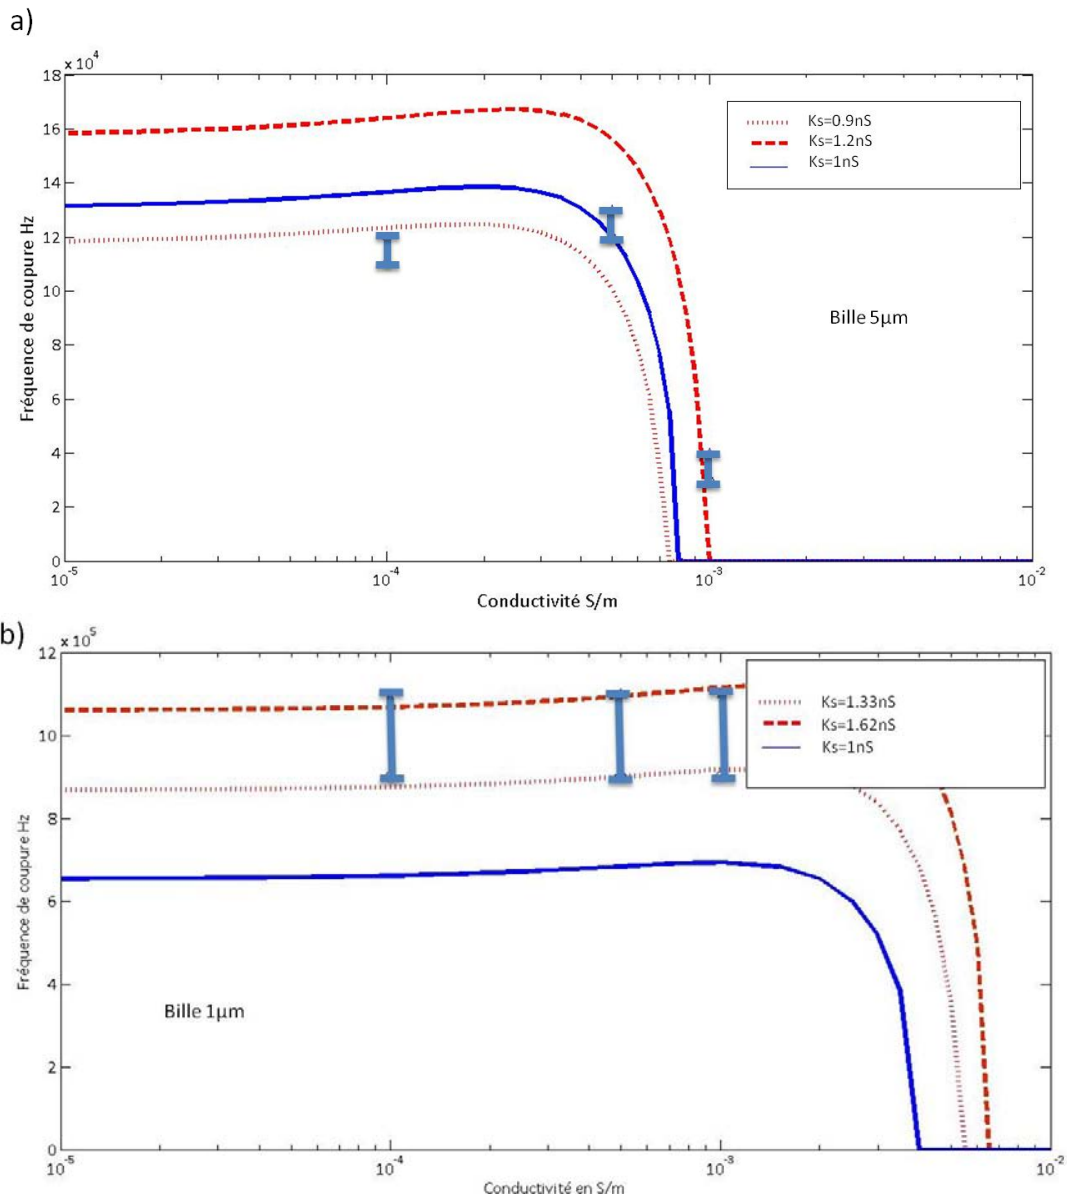 a)
x 10^4
18
16
14
12
10
8
6
4
2
0
Fréquence de coupure Hz
Ks=0.9nS
Ks=1.2nS
Ks=1nS
Bille 5µm
10^-5
10^-4
10^-3
10^-2
Conductivité S/m
b)
x 10^5
12
10
8
6
4
2
0
Fréquence de coupure Hz
Ks=1.33nS
Ks=1.62nS
Ks=1nS
Bille 1µm
10^-5
10^-4
10^-3
10^-2
Conductivité en S/m